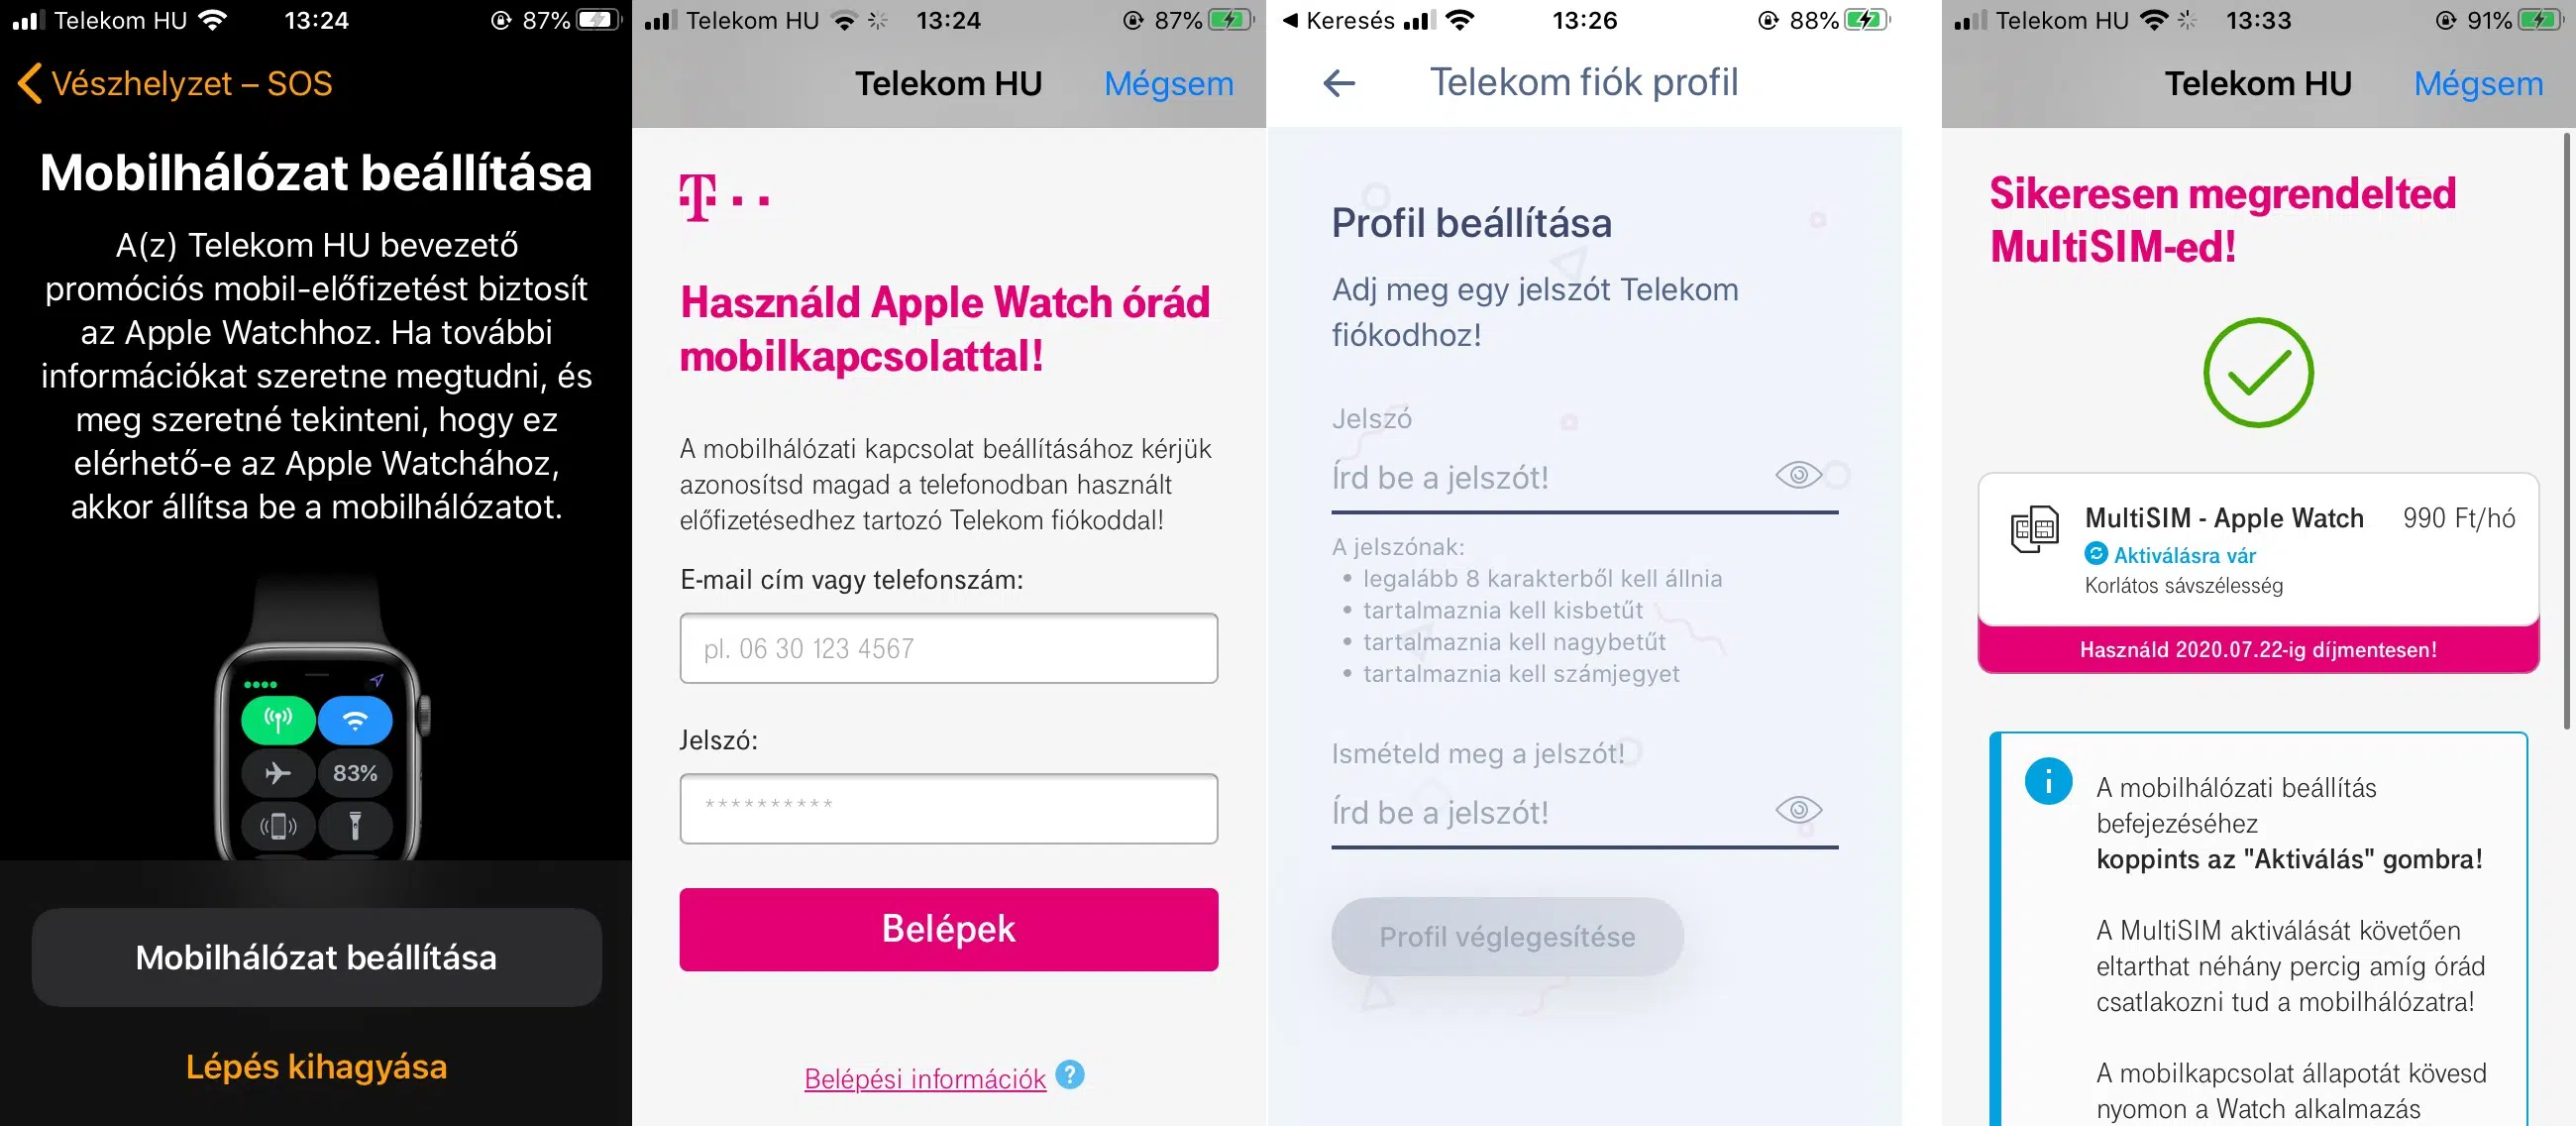 Telekom HU 13:24 87%
Vészhelyzet – SOS
Mobilhálózat beállítása
A(z) Telekom HU bevezető
promóciós mobil-előfizetést biztosít
az Apple Watchhoz. Ha további
információkat szeretne megtudni, és
meg szeretné tekinteni, hogy ez
elérhető-e az Apple Watchához,
akkor állítsa be a mobilhálózatot.
83%
Mobilhálózat beállítása
Lépés kihagyása
Telekom HU 13:24 87%
Telekom HU Mégsem
T
Használd Apple Watch órád
mobilkapcsolattal!
A mobilhálózati kapcsolat beállításához kérjük
azonosítsd magad a telefonodban használt
előfizetésedhez tartozó Telekom fiókoddal!
E-mail cím vagy telefonszám:
pl. 06 30 123 4567
Jelszó:
**********
Belépek
Belépési információk ?
Keresés 13:26 88%
Telekom fiók profil
Profil beállítása
Adj meg egy jelszót Telekom
fiókodhoz!
Jelszó
Írd be a jelszót!
A jelszónak:
• legalább 8 karakterből kell állnia
• tartalmaznia kell kisbetűt
• tartalmaznia kell nagybetűt
• tartalmaznia kell számjegyet
Ismételd meg a jelszót!
Írd be a jelszót!
Profil véglegesítése
Telekom HU 13:33 91%
Telekom HU Mégsem
Sikeresen megrendelted
MultiSIM-ed!
MultiSIM - Apple Watch 990 Ft/hó
Aktiválásra vár
Korlátos sávszélesség
Használd 2020.07.22-ig díjmentesen!
i
A mobilhálózati beállítás
befejezéséhez
koppints az "Aktiválás" gombra!
A MultiSIM aktiválását követően
eltarthat néhány percig amíg órád
csatlakozni tud a mobilhálózatra!
A mobilkapcsolat állapotát kövesd
nyomon a Watch alkalmazás